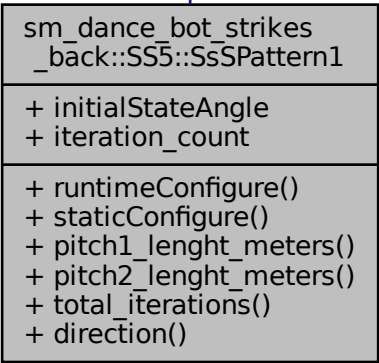 sm_dance_bot_strikes
_back::SS5::SsSPattern1
+ initialStateAngle
+ iteration_count
+ runtimeConfigure()
+ staticConfigure()
+ pitch1_lenght_meters()
+ pitch2_lenght_meters()
+ total_iterations()
+ direction()